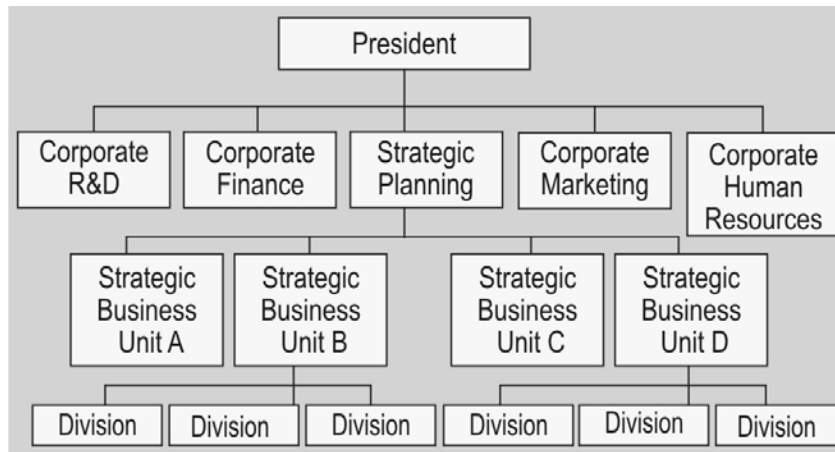 President
Corporate
R&D
Corporate
Finance
Strategic
Planning
Corporate
Marketing
Corporate
Human
Resources
Strategic
Business
Unit A
Strategic
Business
Unit B
Strategic
Business
Unit C
Strategic
Business
Unit D
Division
Division
Division
Division
Division
Division